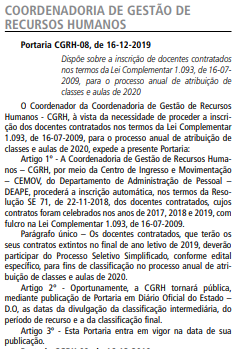 COORDENADORIA DE GESTÃO DE
RECURSOS HUMANOS
Portaria CGRH-08, de 16-12-2019
Dispõe sobre a inscrição de docentes contratados
nos termos da Lei Complementar 1.093, de 16-07-
2009, para o processo anual de atribuição de
classes e aulas de 2020
O Coordenador da Coordenadoria de Gestão de Recursos
Humanos - CGRH, à vista da necessidade de proceder a inscri-
ção dos docentes contratados nos termos da Lei Complementar
1.093, de 16-07-2009, para o processo anual de atribuição de
classes e aulas de 2020, expede a presente Portaria:
Artigo 1º - A Coordenadoria de Gestão de Recursos Huma-
nos – CGRH, por meio da Centro de Ingresso e Movimentação
– CEMOV, do Departamento de Administração de Pessoal –
DEAPE, procederá a inscrição automática, nos termos da Reso-
lução SE 71, de 22-11-2018, dos docentes contratados, cujos
contratos foram celebrados nos anos de 2017, 2018 e 2019, com
fulcro na Lei Complementar 1.093, de 16-07-2009.
Parágrafo único – Os docentes contratados, que terão os
seus contratos extintos no final de ano letivo de 2019, deverão
participar do Processo Seletivo Simplificado, conforme edital
específico, para fins de classificação no processo anual de atri-
buição de classes e aulas de 2020.
Artigo 2º - Oportunamente, a CGRH tornará pública,
mediante publicação em Diário Oficial do Estado –
D.O, as datas da divulgação da classificação intermediária, do
período de recurso e a da classificação final.
Artigo 3º - Esta Portaria entra em vigor na data de sua
publicação.